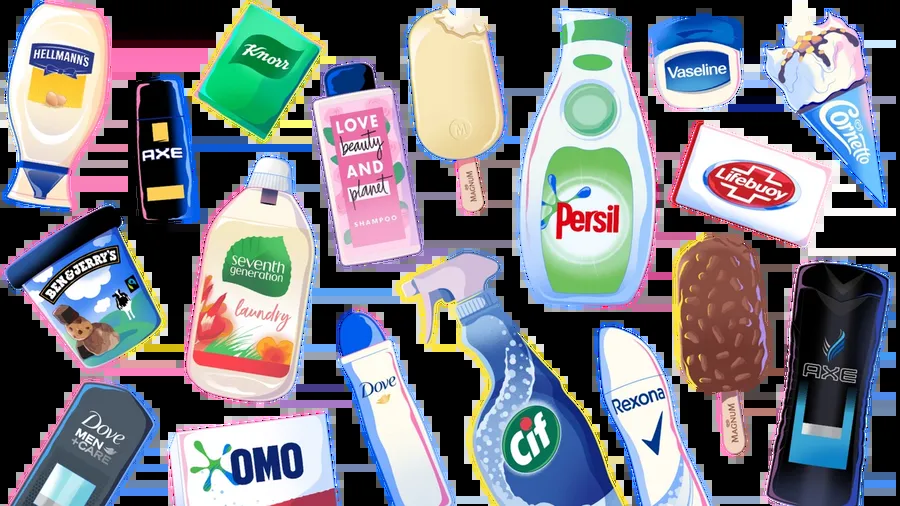 HELLMANN'S
Knorr
AXE
LOVE
beauty
AND
planet
SHAMPOO
M
MAGNUM
Persil
Vaseline
Cornetto
Lifebuoy
BEN & JERRY'S
seventh
generation
laundry
Dove
MEN
+CARE
OMO
Dove
Cif
Rexona
MAGNUM
AXE